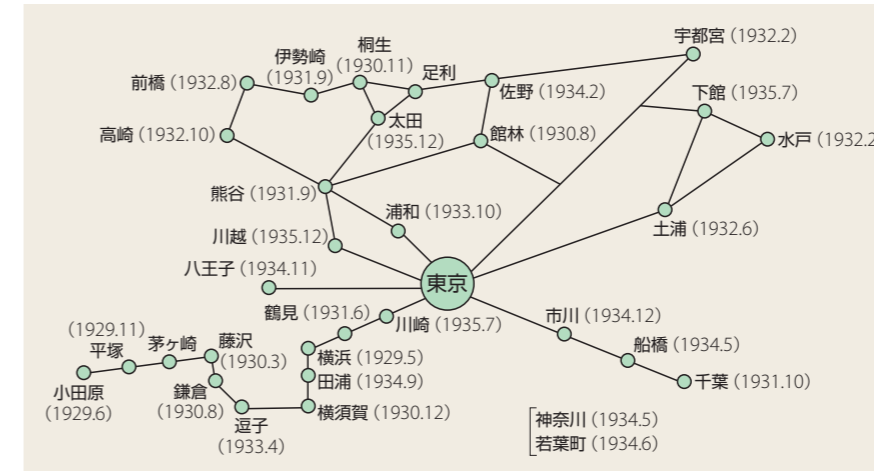 宇都宮 (1932.2)
桐生
(1930.11)
伊勢崎
(1931.9)
足利
前橋 (1932.8)
佐野 (1934.2)
下館 (1935.7)
太田
(1935.12)
館林 (1930.8)
高崎 (1932.10)
水戸 (1932.2
熊谷 (1931.9)
浦和 (1933.10)
土浦 (1932.6)
川越 (1935.12)
八王子 (1934.11)
東京
鶴見 (1931.6)
川崎 (1935.7)
市川 (1934.12)
(1929.11)
平塚
茅ヶ崎
藤沢
(1930.3)
横浜 (1929.5)
船橋 (1934.5)
田浦 (1934.9)
千葉 (1931.10)
小田原
(1929.6)
鎌倉
(1930.8)
横須賀 (1930.12)
逗子
(1933.4)
神奈川 (1934.5)
若葉町 (1934.6)